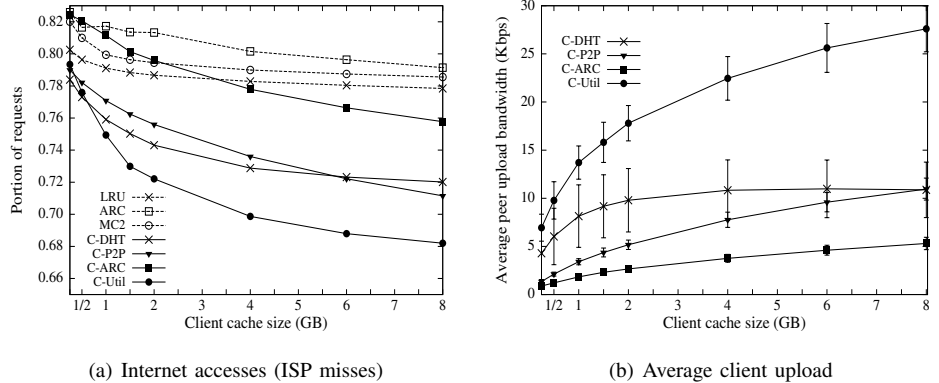 0.82
0.80
0.78
0.76
0.74
0.72
0.70
0.68
0.66
Portion of requests
LRU
ARC
MC2
C-DHT
C-P2P
C-ARC
C-Util
1/2 1 2 3 4 5 6 7 8
Client cache size (GB)
(a) Internet accesses (ISP misses)
30
25
20
15
10
5
0
Average peer upload bandwidth (Kbps)
C-DHT
C-P2P
C-ARC
C-Util
1/2 1 2 3 4 5 6 7 8
Client cache size (GB)
(b) Average client upload